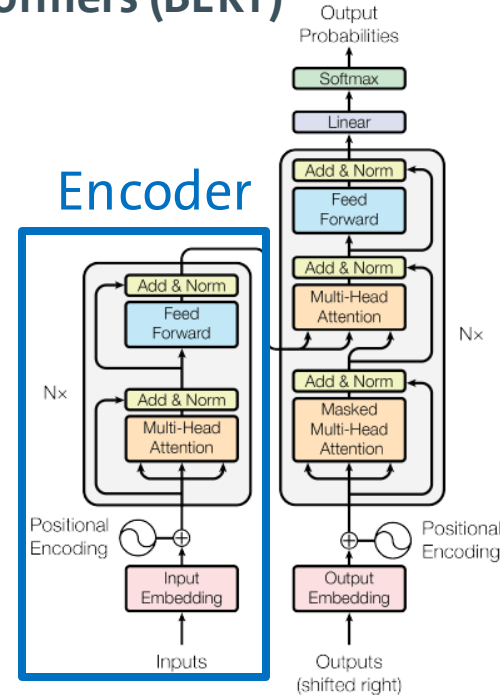 (BERT)
Encoder
Output
Probabilities
Softmax
Linear
Add & Norm
Feed
Forward
Add & Norm
Multi-Head
Attention
Add & Norm
Masked
Multi-Head
Attention
Nx
Positional
Encoding
Output
Embedding
Outputs
(shifted right)
Add & Norm
Feed
Forward
Add & Norm
Multi-Head
Attention
Nx
Positional
Encoding
Input
Embedding
Inputs